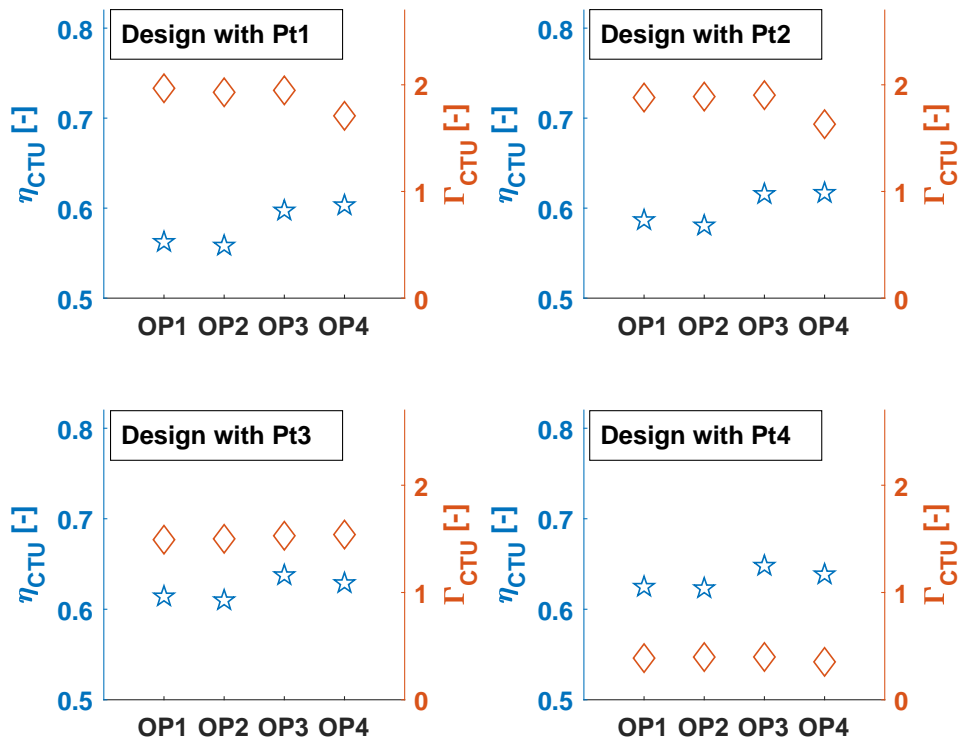 Design with Pt1
0.8
0.7
0.6
0.5
η_CTU [-]
2
1
0
Γ_CTU [-]
OP1 OP2 OP3 OP4
Design with Pt2
0.8
0.7
0.6
0.5
η_CTU [-]
2
1
0
Γ_CTU [-]
OP1 OP2 OP3 OP4
Design with Pt3
0.8
0.7
0.6
0.5
η_CTU [-]
2
1
0
Γ_CTU [-]
OP1 OP2 OP3 OP4
Design with Pt4
0.8
0.7
0.6
0.5
η_CTU [-]
2
1
0
Γ_CTU [-]
OP1 OP2 OP3 OP4